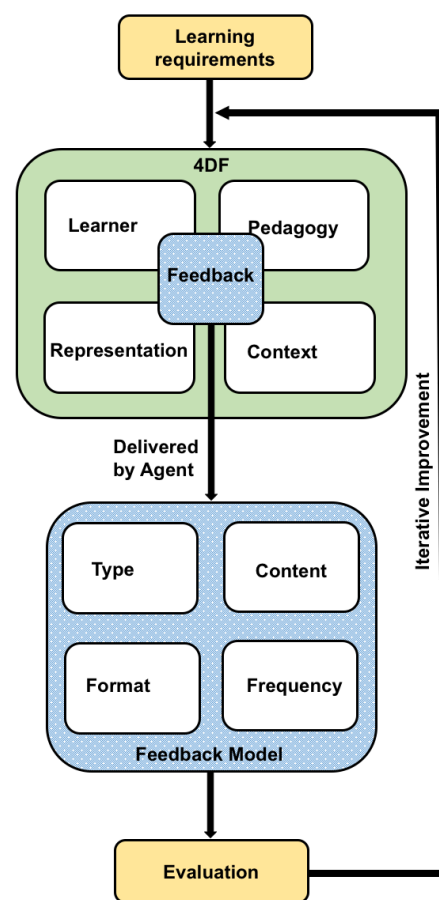 Learning
requirements
4DF
Learner
Pedagogy
Feedback
Representation
Context
Delivered
by Agent
Iterative Improvement
Type
Content
Format
Frequency
Feedback Model
Evaluation